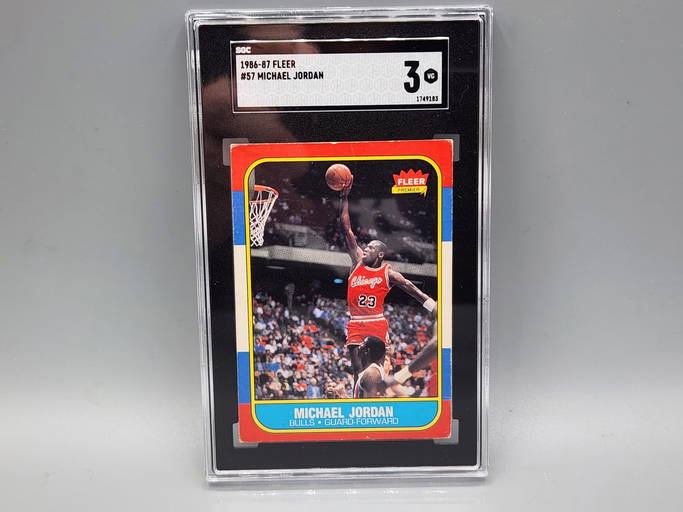 SGC
1986-87 FLEER
#57 MICHAEL JORDAN
3 VG
1749183
FLEER
PREMIER
Chicago
23
MICHAEL JORDAN
BULLS • GUARD-FORWARD